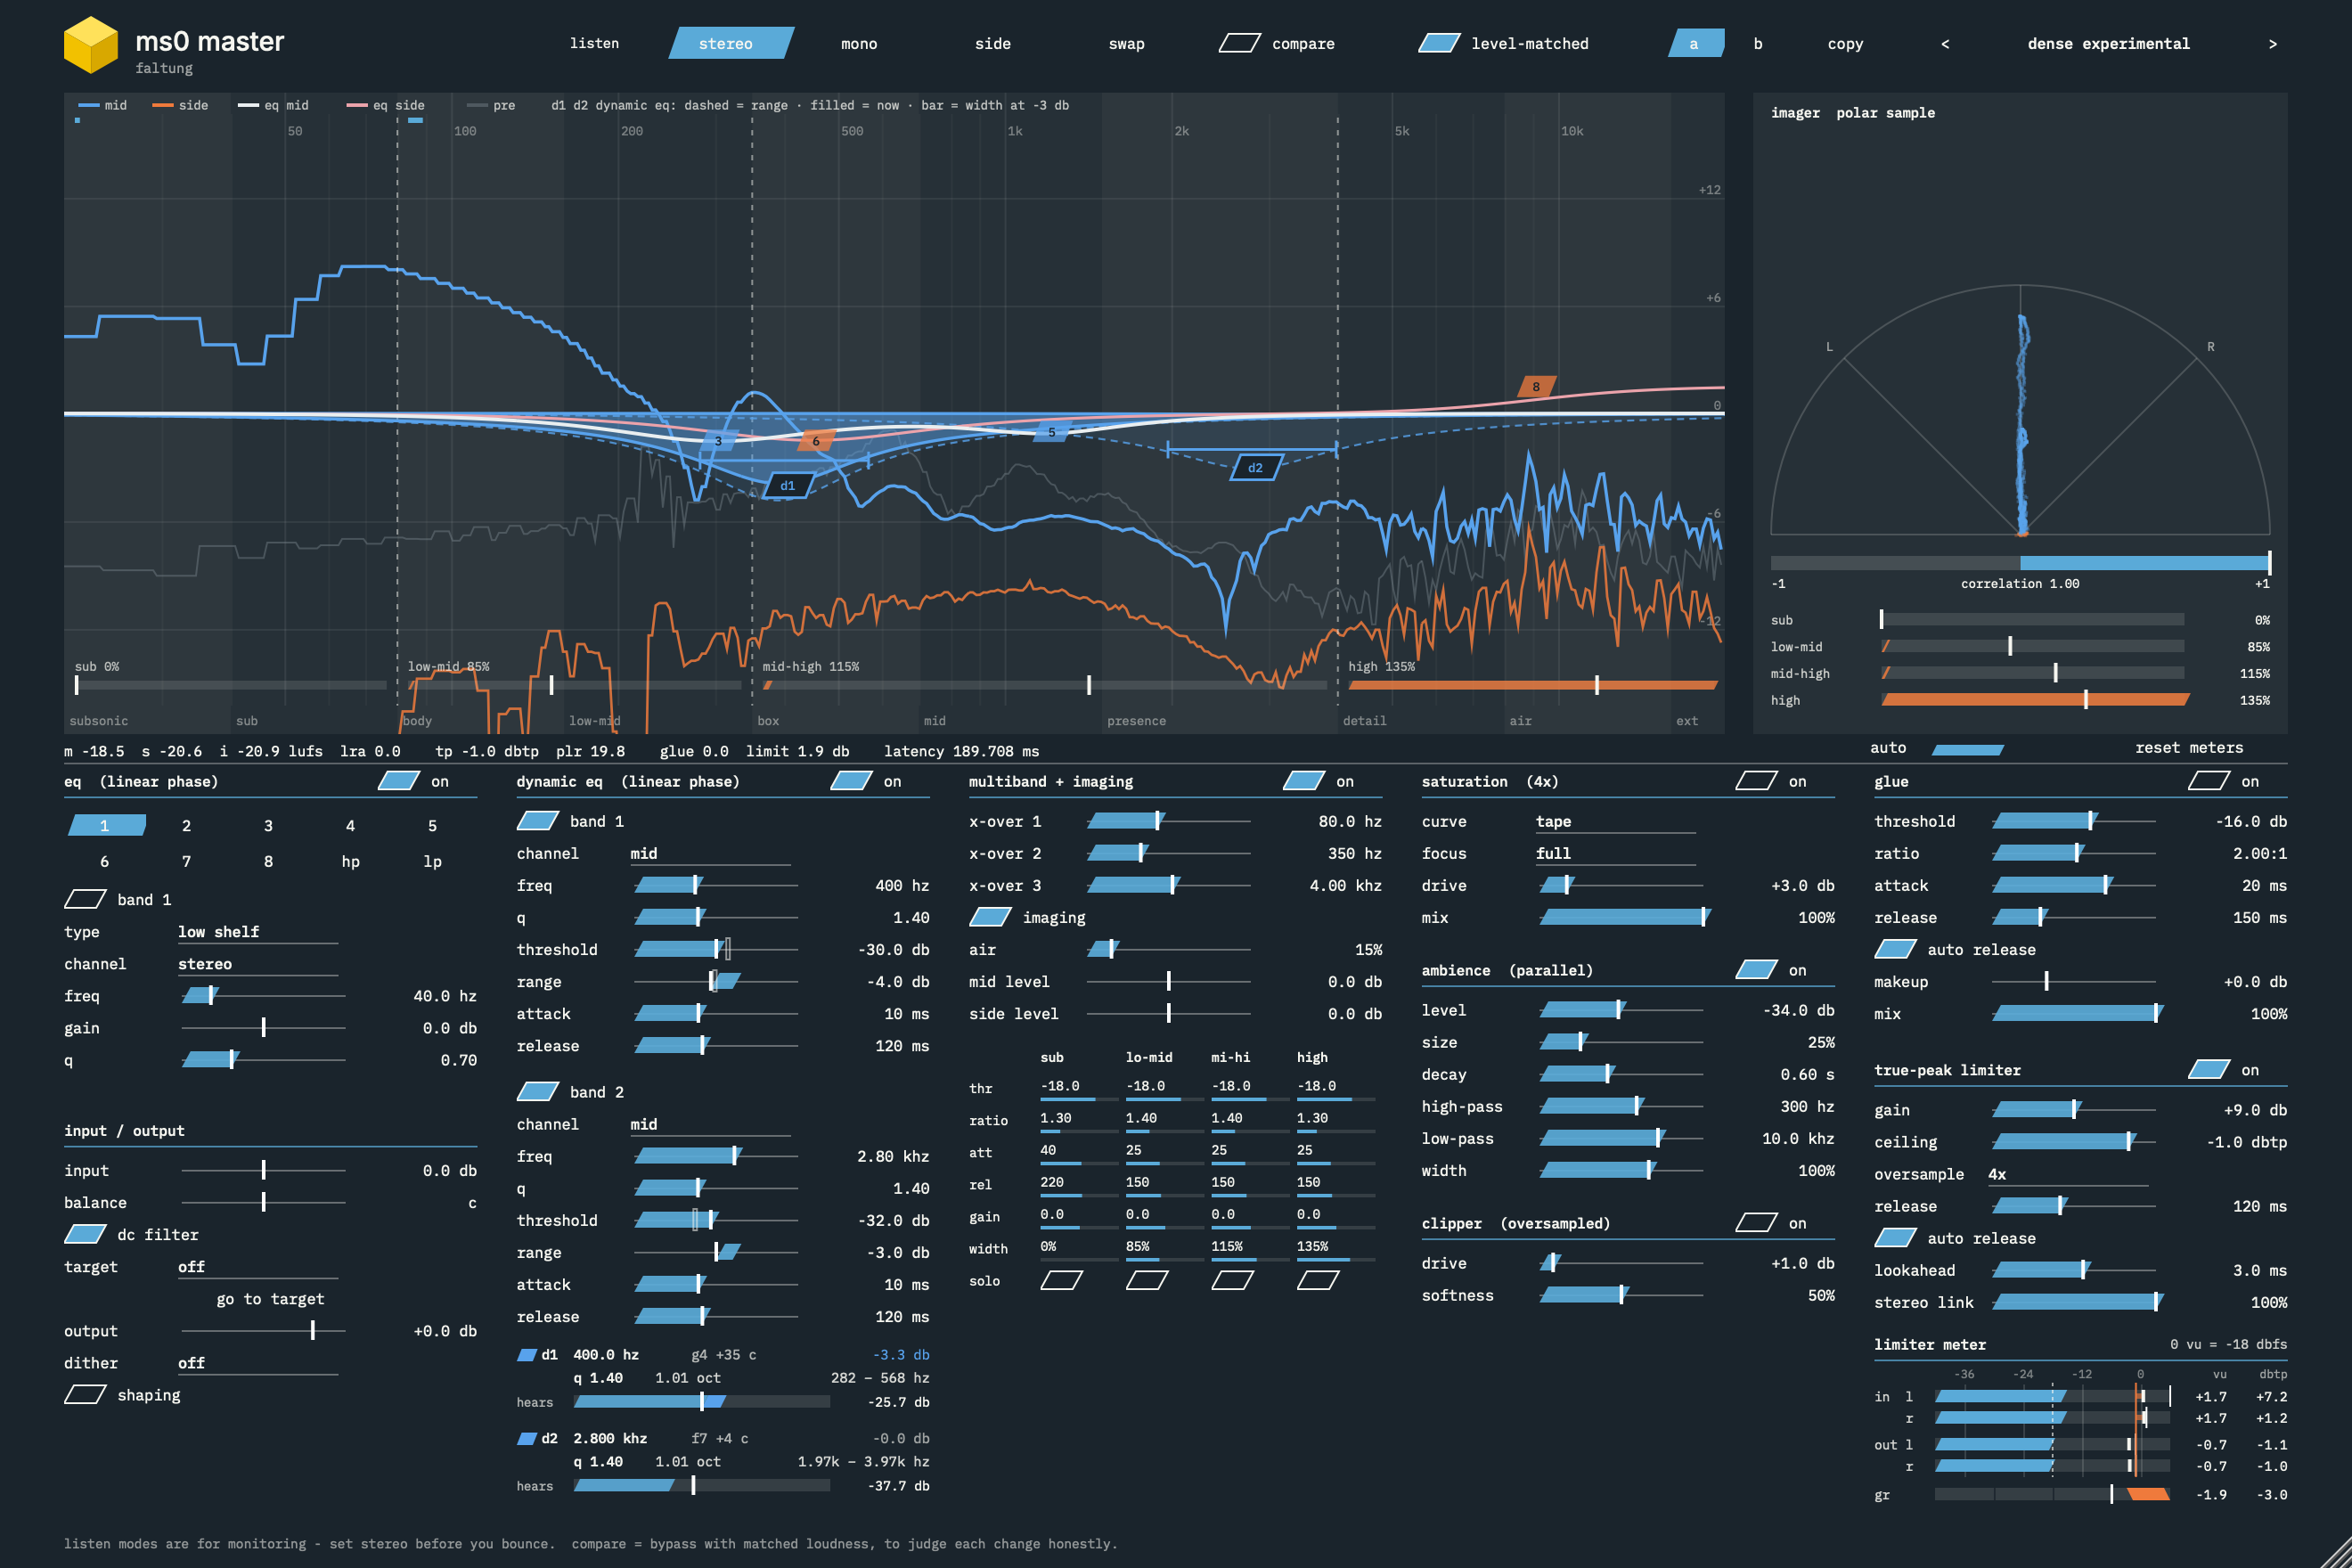 ms0 master
faltung
listen stereo mono side swap compare level-matched a b copy < dense experimental >
mid side eq mid eq side pre d1 d2 dynamic eq: dashed = range · filled = now · bar = width at -3 db
50 100 200 500 1k 2k 5k 10k
+12
+6
0
-6
-12
3 6 5 8
d1 d2
sub 0% low-mid 85% mid-high 115% high 135%
subsonic sub body low-mid box mid presence detail air ext
imager polar sample
L R
-1 correlation 1.00 +1
sub 0%
low-mid 85%
mid-high 115%
high 135%
m -18.5 s -20.6 i -20.9 lufs lra 0.0 tp -1.0 dbtp plr 19.8 glue 0.0 limit 1.9 db latency 189.708 ms
auto reset meters
eq (linear phase) on
1 2 3 4 5
6 7 8 hp lp
band 1
type low shelf
channel stereo
freq 40.0 hz
gain 0.0 db
q 0.70
input / output
input 0.0 db
balance c
dc filter
target off
go to target
output +0.0 db
dither off
shaping
dynamic eq (linear phase) on
band 1
channel mid
freq 400 hz
q 1.40
threshold -30.0 db
range -4.0 db
attack 10 ms
release 120 ms
band 2
channel mid
freq 2.80 khz
q 1.40
threshold -32.0 db
range -3.0 db
attack 10 ms
release 120 ms
d1 400.0 hz g4 +35 c -3.3 db
q 1.40 1.01 oct 282 – 568 hz
hears -25.7 db
d2 2.800 khz f7 +4 c -0.0 db
q 1.40 1.01 oct 1.97k – 3.97k hz
hears -37.7 db
multiband + imaging on
x-over 1 80.0 hz
x-over 2 350 hz
x-over 3 4.00 khz
imaging
air 15%
mid level 0.0 db
side level 0.0 db
sub lo-mid mi-hi high
thr -18.0 -18.0 -18.0 -18.0
ratio 1.30 1.40 1.40 1.30
att 40 25 25 25
rel 220 150 150 150
gain 0.0 0.0 0.0 0.0
width 0% 85% 115% 135%
solo
saturation (4x) on
curve tape
focus full
drive +3.0 db
mix 100%
ambience (parallel) on
level -34.0 db
size 25%
decay 0.60 s
high-pass 300 hz
low-pass 10.0 khz
width 100%
clipper (oversampled) on
drive +1.0 db
softness 50%
glue on
threshold -16.0 db
ratio 2.00:1
attack 20 ms
release 150 ms
auto release
makeup +0.0 db
mix 100%
true-peak limiter on
gain +9.0 db
ceiling -1.0 dbtp
oversample 4x
release 120 ms
auto release
lookahead 3.0 ms
stereo link 100%
limiter meter 0 vu = -18 dbfs
-36 -24 -12 0 vu dbtp
in l +1.7 +7.2
r +1.7 +1.2
out l -0.7 -1.1
r -0.7 -1.0
gr -1.9 -3.0
listen modes are for monitoring - set stereo before you bounce. compare = bypass with matched loudness, to judge each change honestly.